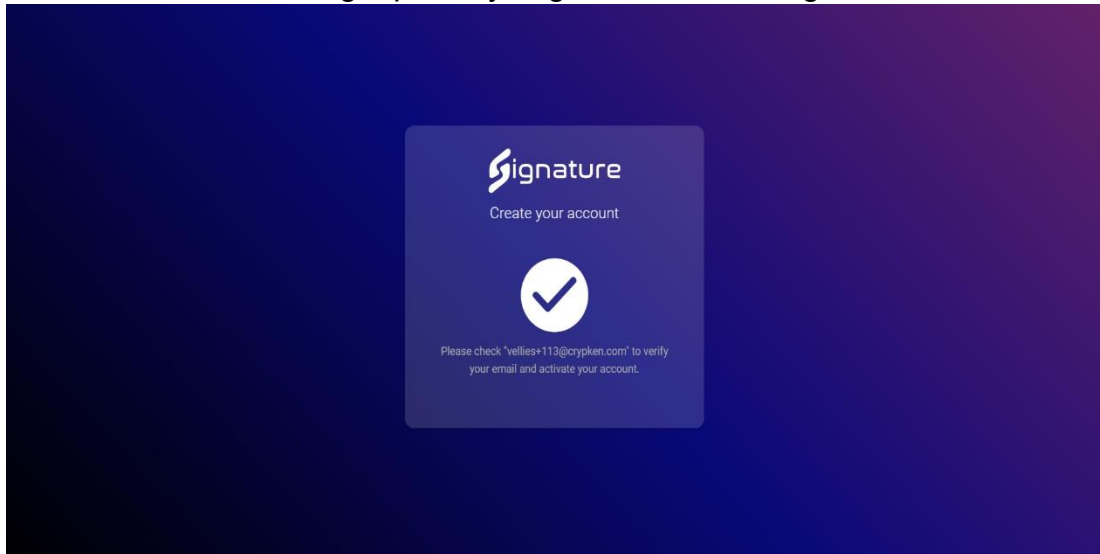 Signature
Create your account
Please check "vellies+113@crypken.com" to verify
your email and activate your account.